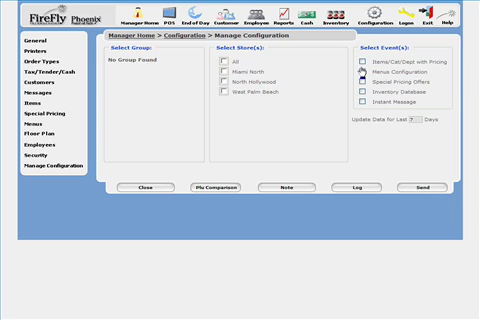 FireFly Phoenix
Manager Home POS End of Day Customer Employee Reports Cash Inventory Configuration Logon Exit Help
Manager Home > Configuration > Manage Configuration
General
Printers
Order Types
Tax/Tender/Cash
Customers
Messages
Items
Special Pricing
Menus
Floor Plan
Employees
Security
Manage Configuration
Select Group:
No Group Found
Select Store(s):
All
Miami North
North Hollywood
West Palm Beach
Select Event(s):
Items/Cat/Dept with Pricing
Menus Configuration
Special Pricing Offers
Inventory Database
Instant Message
Update Data for Last 7 Days
Close Plu Comparison Note Log Send